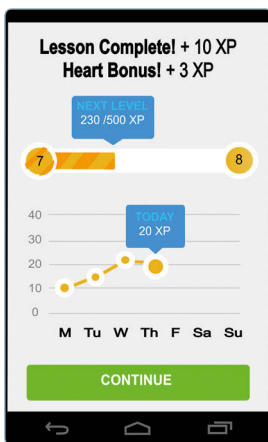 Lesson Complete! + 10 XP
Heart Bonus! + 3 XP
NEXT LEVEL
230 /500 XP
7
8
40
30
20
10
0
TODAY
20 XP
M Tu W Th F Sa Su
CONTINUE